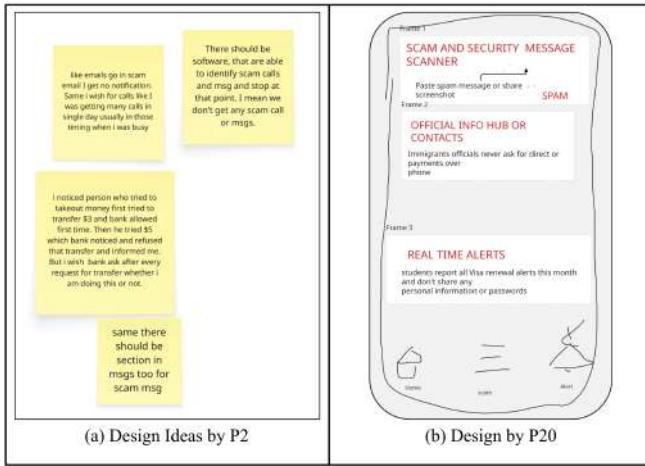 like emails go in scam
email I get no notification.
Same i wish for calls like I
was getting many calls in
single day usually in those
timing when i was busy
There should be
software, that are able
to identify scam calls
and msg and stop at
that point. I mean we
don't get any scam call
or msgs.
I noticed person who tried to
takeout money first tried to
transfer $3 and bank allowed
first time. Then he tried $5
which bank noticed and refused
that transfer and informed me.
But i wish bank ask after every
request for transfer whether i
am doing this or not.
same there
should be
section in
msgs too for
scam msg
(a) Design Ideas by P2
Frame 1
SCAM AND SECURITY MESSAGE
SCANNER
Paste spam message or share
screenshot
SPAM
Frame 2
OFFICIAL INFO HUB OR
CONTACTS
Immigrants officials never ask for direct or
payments over
phone
Frame 3
REAL TIME ALERTS
students report all Visa renewal alerts this month
and don't share any
personal information or passwords
Alert
(b) Design by P20